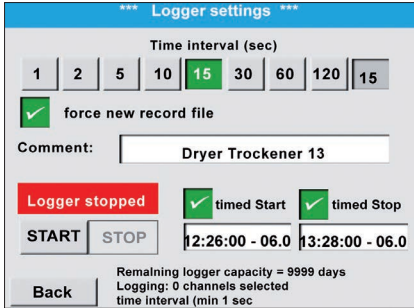 *** Logger settings ***
Time interval (sec)
1 2 5 10 15 30 60 120 15
force new record file
Comment: Dryer Trockener 13
Logger stopped
timed Start timed Stop
START STOP 12:26:00 - 06.0 13:28:00 - 06.0
Remaining logger capacity = 9999 days
Back Logging: 0 channels selected
time interval (min 1 sec